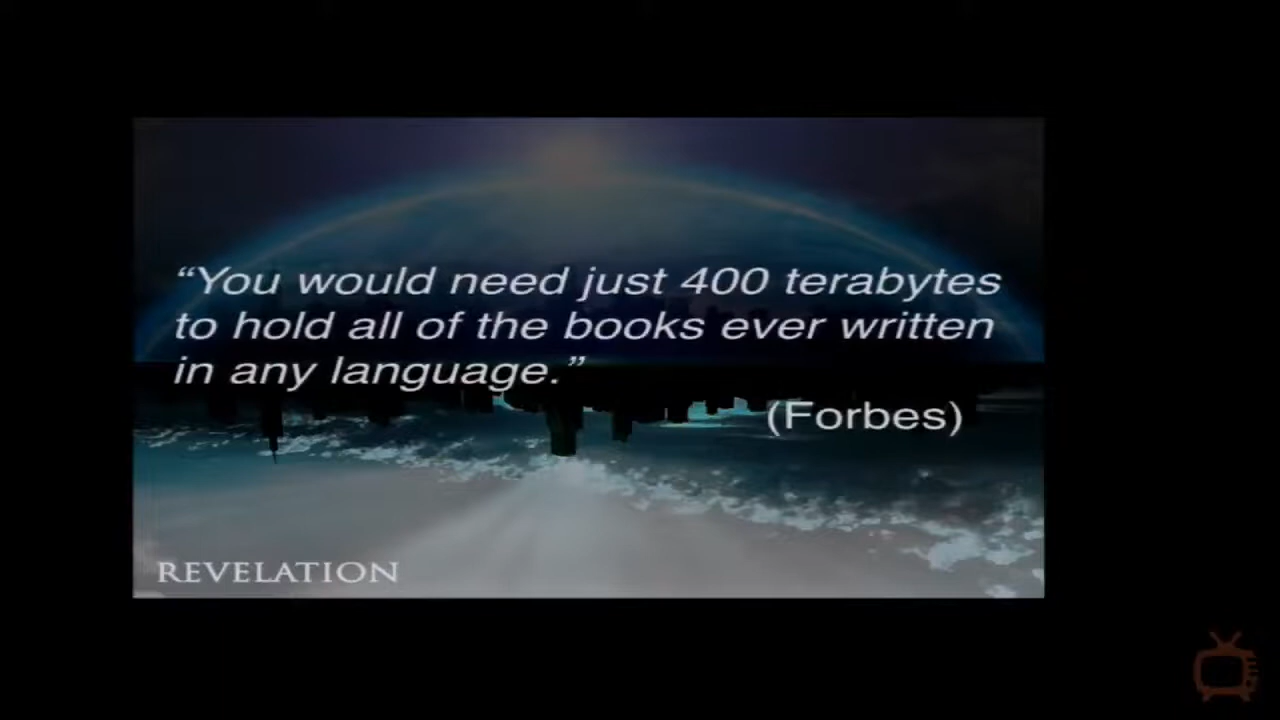 “You would need just 400 terabytes
to hold all of the books ever written
in any language.”
(Forbes)
REVELATION